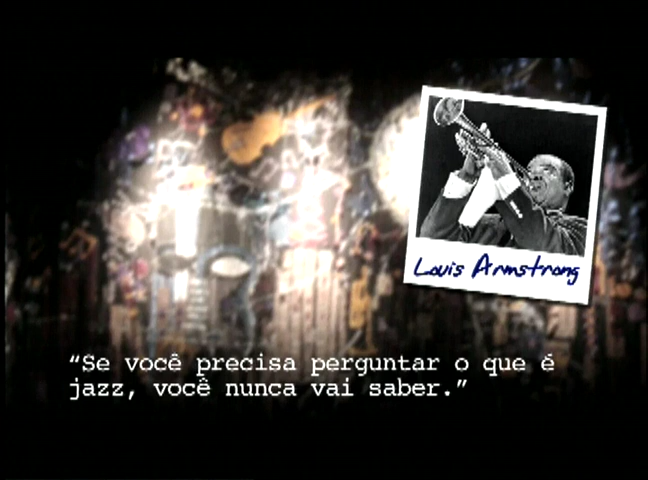 Louis Armstrong
“Se você precisa perguntar o que é
jazz, você nunca vai saber.”